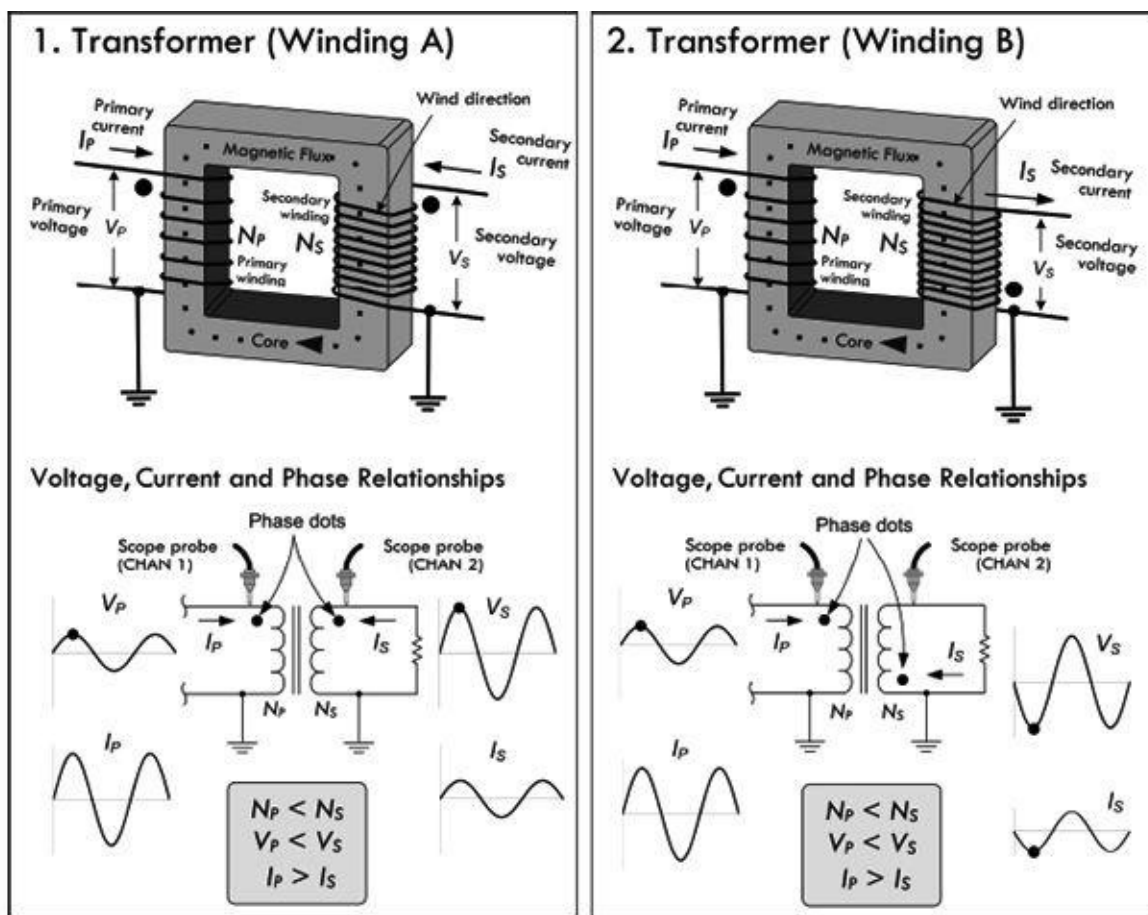 1. Transformer (Winding A)
Primary
current
IP
Wind direction
Secondary
current
IS
Magnetic Flux
Secondary
winding
Primary
voltage
VP
NP
NS
Secondary
voltage
VS
Primary
winding
Core
Voltage, Current and Phase Relationships
Phase dots
Scope probe
(CHAN 1)
Scope probe
(CHAN 2)
VP
VS
IP
IS
NP
NS
IP
IS
NP < NS
VP < VS
IP > IS
2. Transformer (Winding B)
Primary
current
IP
Wind direction
Magnetic Flux
IS
Secondary
current
Secondary
winding
Primary
voltage
VP
NP
NS
Secondary
voltage
VS
Primary
winding
Core
Voltage, Current and Phase Relationships
Phase dots
Scope probe
(CHAN 1)
Scope probe
(CHAN 2)
VP
IP
IS
VS
NP
NS
IP
IS
NP < NS
VP < VS
IP > IS